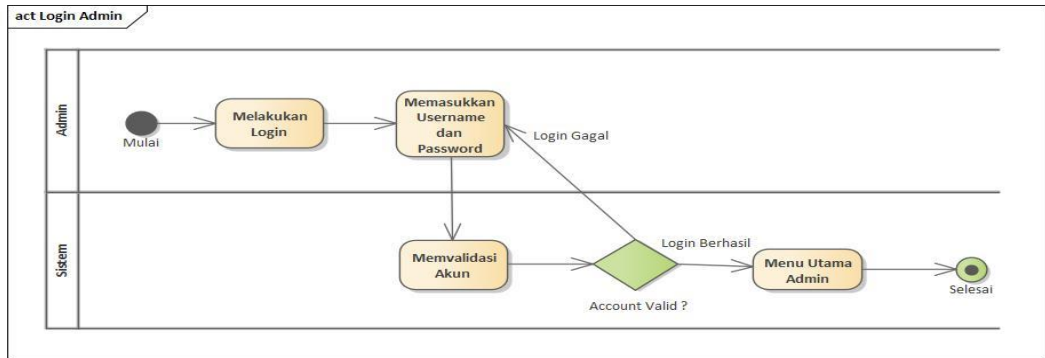 act Login Admin
Admin
Mulai
Melakukan
Login
Memasukkan
Username
dan
Password
Login Gagal
Sistem
Memvalidasi
Akun
Account Valid ?
Login Berhasil
Menu Utama
Admin
Selesai